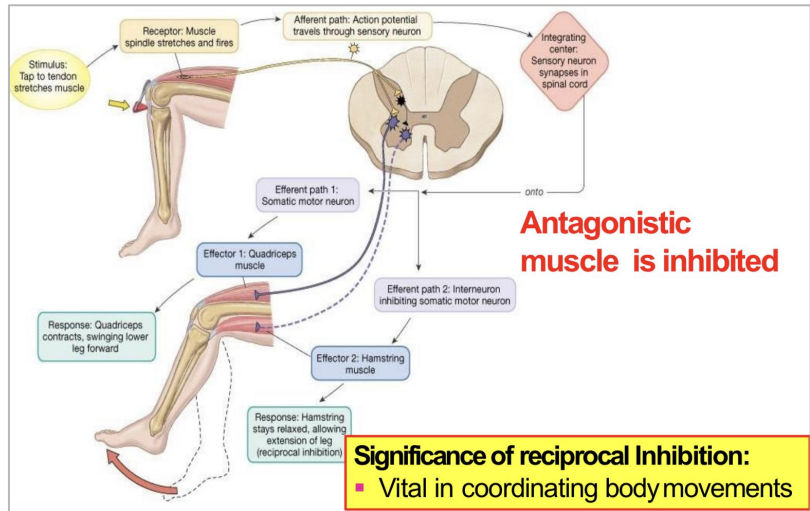 Stimulus:
Tap to tendon
stretches muscle
Receptor: Muscle
spindle stretches and fires
Afferent path: Action potential
travels through sensory neuron
Integrating
center:
Sensory neuron
synapses in
spinal cord
onto
Efferent path 1:
Somatic motor
neuron
Antagonistic
muscle is inhibited
Effector 1: Quadriceps
muscle
Efferent path 2: Interneuron
inhibiting somatic motor neuron
Response: Quadriceps
contracts, swinging lower
leg forward
Effector 2: Hamstring
muscle
Response: Hamstring
stays relaxed, allowing
extension of leg
(reciprocal inhibition)
Significance of reciprocal Inhibition:
▪ Vital in coordinating body movements